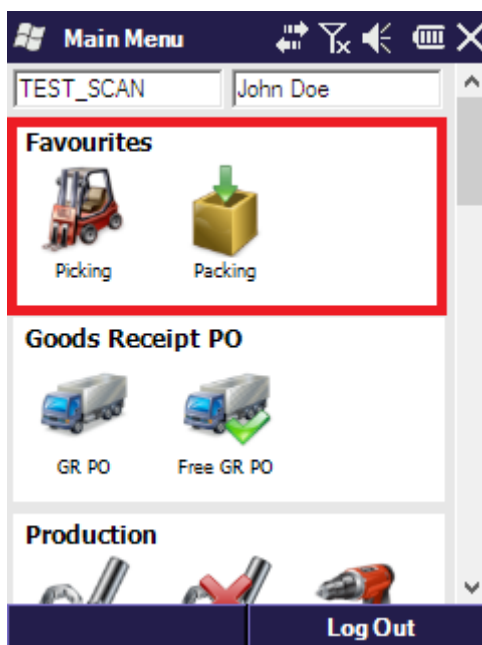 Main Menu
TEST_SCAN John Doe
Favourites
Picking Packing
Goods Receipt PO
GR PO Free GR PO
Production
Log Out